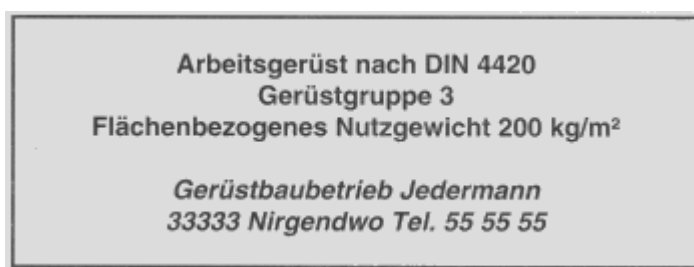 Arbeitsgerüst nach DIN 4420
Gerüstgruppe 3
Flächenbezogenes Nutzgewicht 200 kg/m²
Gerüstbaubetrieb Jedermann
33333 Nirgendwo Tel. 55 55 55